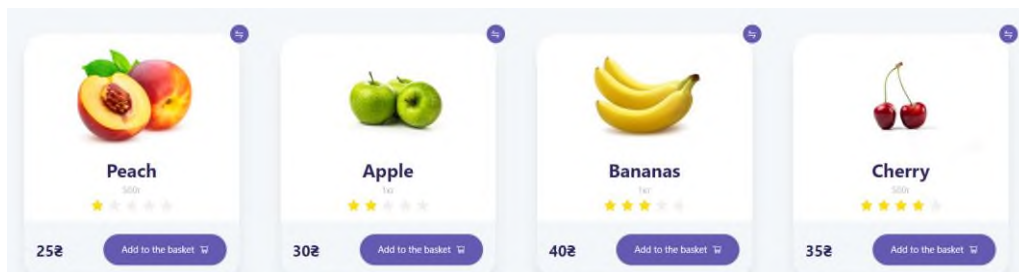 Peach
500г
25₴
Add to the basket
Apple
1кг
30₴
Add to the basket
Bananas
1кг
40₴
Add to the basket
Cherry
500г
35₴
Add to the basket